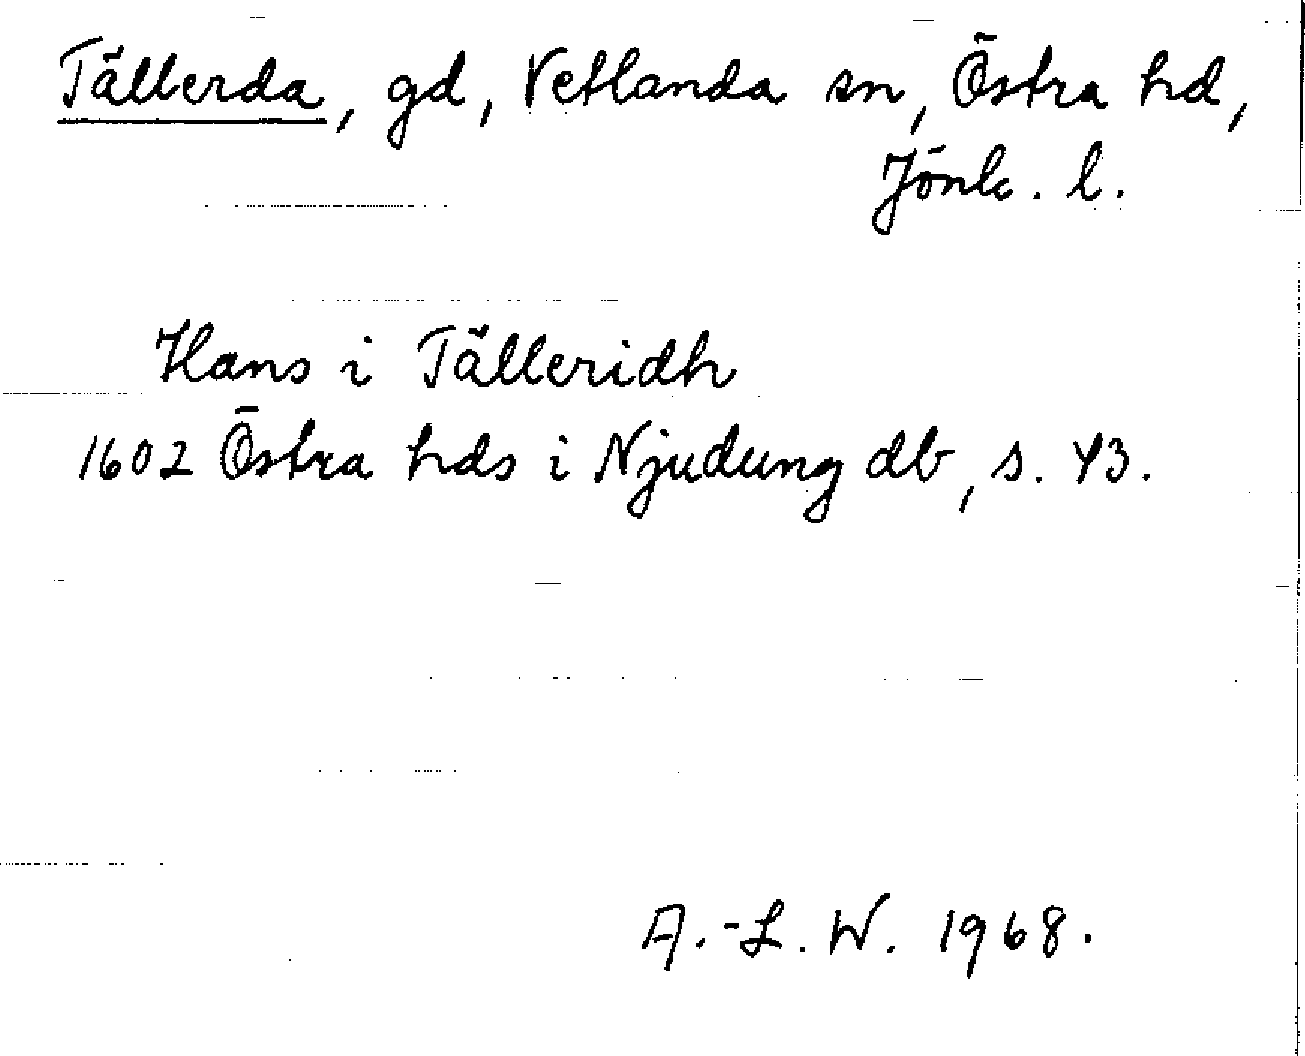 Tällerda, gd, Vetlanda sn, Östra hd,
Jönk. l.
Hans i Tälleridh
1602 Östra hds i Njudung db, s. 43.
A.-L. W. 1968.